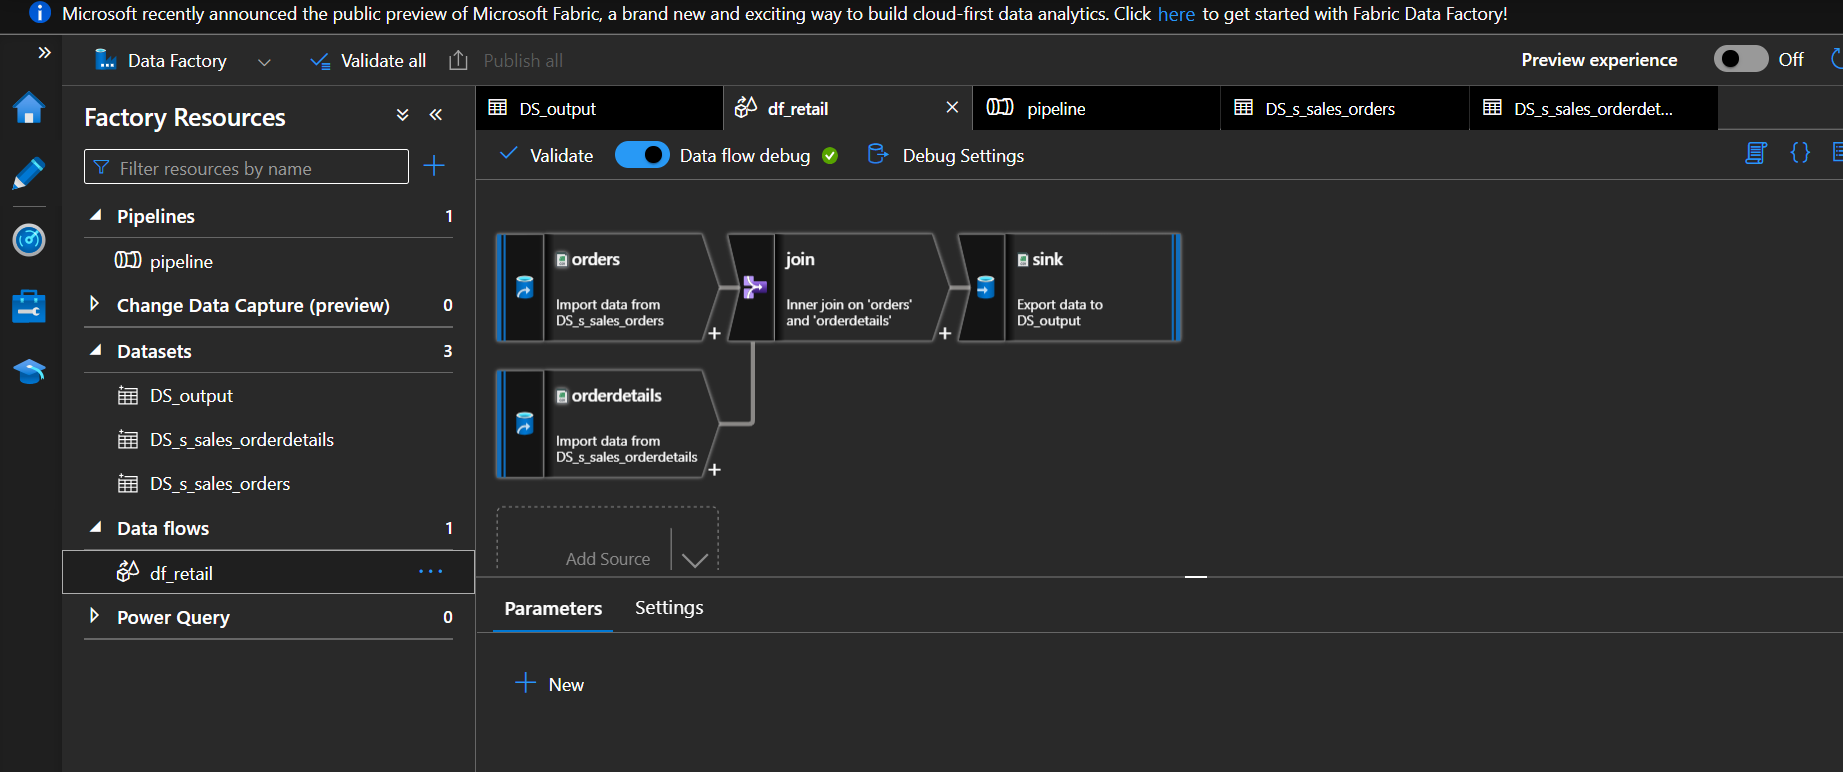 Microsoft recently announced the public preview of Microsoft Fabric, a brand new and exciting way to build cloud-first data analytics. Click here to get started with Fabric Data Factory!
Data Factory
Validate all
Publish all
Preview experience
Off
Factory Resources
Filter resources by name
Pipelines 1
pipeline
Change Data Capture (preview) 0
Datasets 3
DS_output
DS_s_sales_orderdetails
DS_s_sales_orders
Data flows 1
df_retail
Power Query 0
DS_output
df_retail
pipeline
DS_s_sales_orders
DS_s_sales_orderdet...
Validate
Data flow debug
Debug Settings
orders
Import data from
DS_s_sales_orders
join
Inner join on 'orders'
and 'orderdetails'
sink
Export data to
DS_output
orderdetails
Import data from
DS_s_sales_orderdetails
Add Source
Parameters
Settings
New